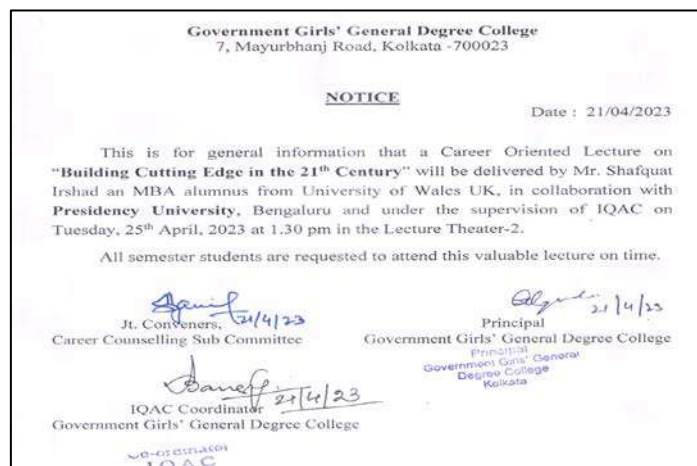 Government Girls' General Degree College
7, Mayurbhanj Road, Kolkata -700023
NOTICE
Date : 21/04/2023
This is for general information that a Career Oriented Lecture on
"Building Cutting Edge in the 21th Century" will be delivered by Mr. Shafquat
Irshad an MBA alumnus from University of Wales UK, in collaboration with
Presidency University, Bengaluru and under the supervision of IQAC on
Tuesday, 25th April, 2023 at 1.30 pm in the Lecture Theater-2.
All semester students are requested to attend this valuable lecture on time.
21/4/23
Jt. Conveners,
Career Counselling Sub Committee
21/4/23
Principal
Government Girls' General Degree College
Principal
Government Girls' General
Degree College
Kolkata
21/4/23
IQAC Coordinator
Government Girls' General Degree College
Co-ordinator
IQAC